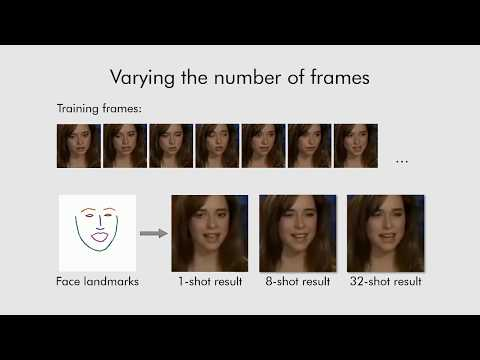 Varying the number of frames
Training frames:
...
Face landmarks
1-shot result
8-shot result
32-shot result